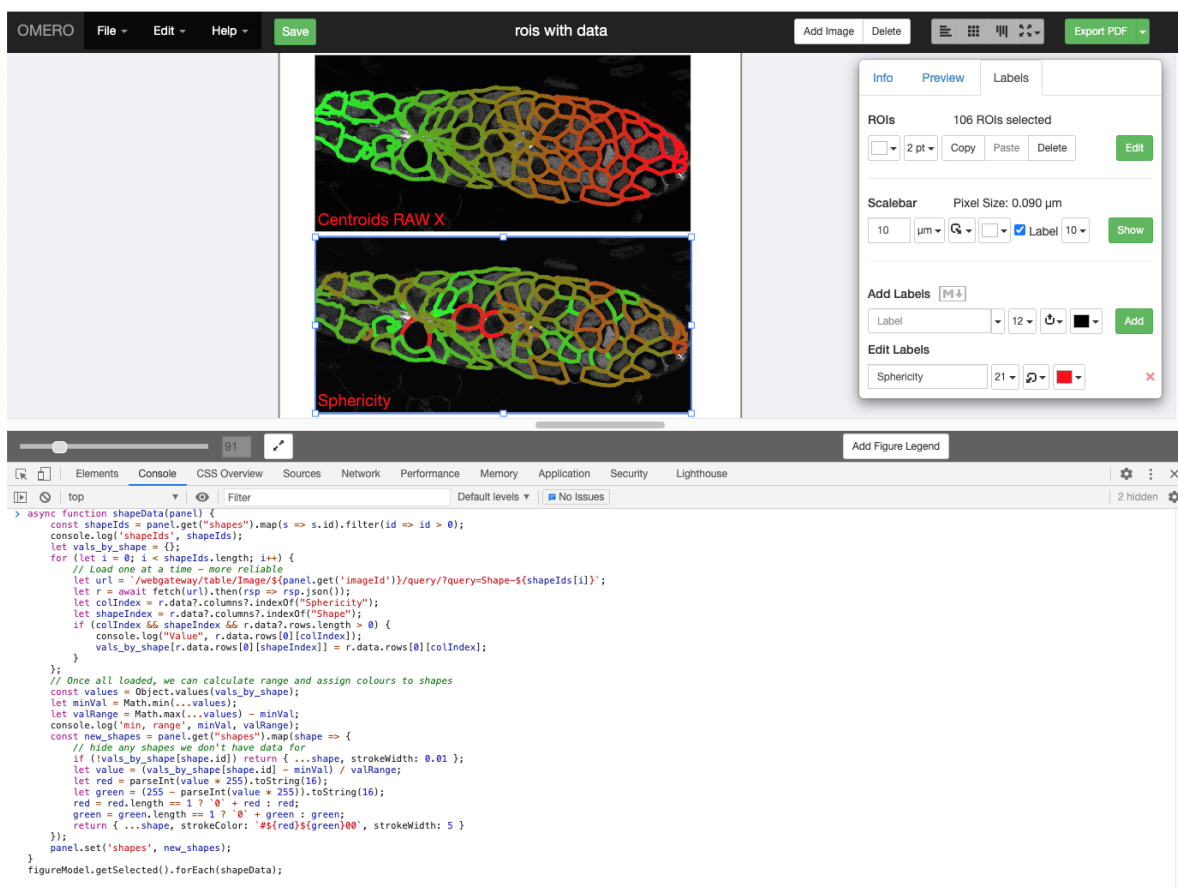 OMERO File Edit Help Save rois with data Add Image Delete Export PDF
Info Preview Labels
ROIs 106 ROIs selected
2 pt Copy Paste Delete Edit
Scalebar Pixel Size: 0.090 µm
10 µm Label 10 Show
Add Labels M
Label 12 Add
Edit Labels
Sphericity 21
Centroids RAW X
Sphericity
91 Add Figure Legend
Elements Console CSS Overview Sources Network Performance Memory Application Security Lighthouse
top Filter Default levels No Issues 2 hidden
async function shapeData(panel) {
    const shapeIds = panel.get("shapes").map(s => s.id).filter(id => id > 0);
    console.log('shapeIds', shapeIds);
    let vals_by_shape = {};
    for (let i = 0; i < shapeIds.length; i++) {
        // Load one at a time – more reliable
        let url = `/webgateway/table/Image/${panel.get('imageId')}/query/?query=Shape-${shapeIds[i]}`;
        let r = await fetch(url).then(rsp => rsp.json());
        let colIndex = r.data?.columns?.indexOf("Sphericity");
        let shapeIndex = r.data?.columns?.indexOf("Shape");
        if (colIndex && shapeIndex && r.data?.rows.length > 0) {
            console.log("Value", r.data.rows[0][colIndex]);
            vals_by_shape[r.data.rows[0][shapeIndex]] = r.data.rows[0][colIndex];
        }
    };
    // Once all loaded, we can calculate range and assign colours to shapes
    const values = Object.values(vals_by_shape);
    let minVal = Math.min(...values);
    let valRange = Math.max(...values) - minVal;
    console.log('min, range', minVal, valRange);
    const new_shapes = panel.get("shapes").map(shape => {
        // hide any shapes we don't have data for
        if (!vals_by_shape[shape.id]) return { ...shape, strokeWidth: 0.01 };
        let value = (vals_by_shape[shape.id] - minVal) / valRange;
        let red = parseInt(value * 255).toString(16);
        let green = (255 - parseInt(value * 255)).toString(16);
        red = red.length == 1 ? `0` + red : red;
        green = green.length == 1 ? `0` + green : green;
        return { ...shape, strokeColor: `#${red}${green}00`, strokeWidth: 5 }
    });
    panel.set('shapes', new_shapes);
}
figureModel.getSelected().forEach(shapeData);